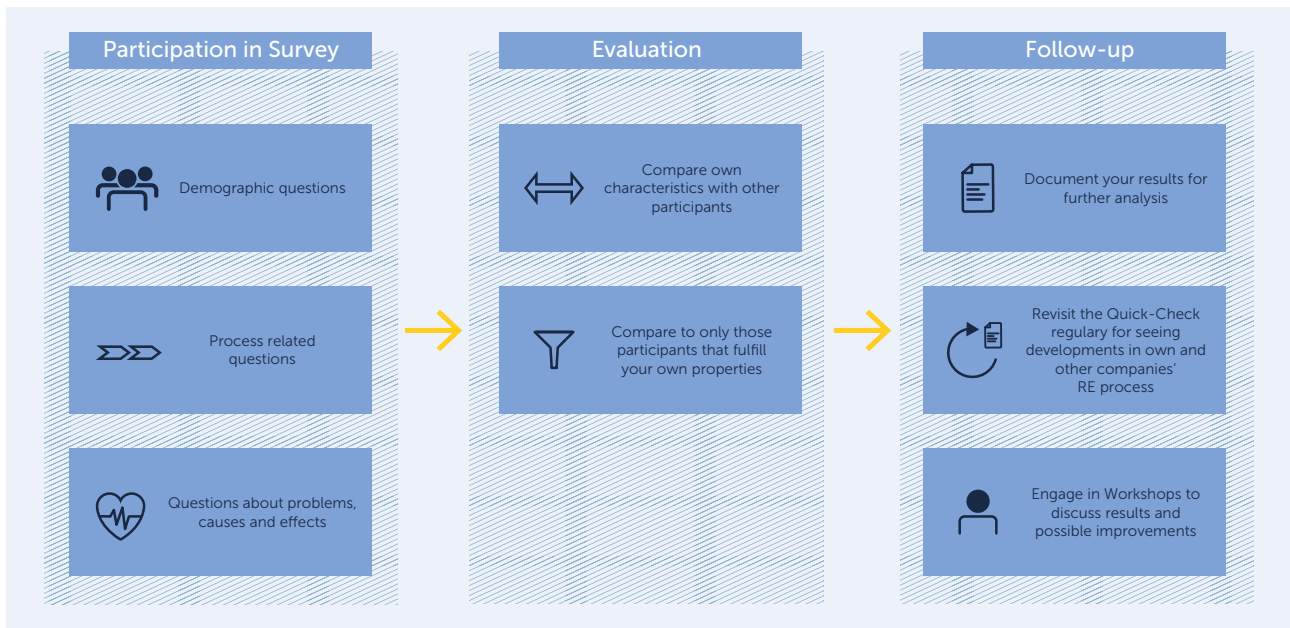 Participation in Survey
Demographic questions
Process related
questions
Questions about problems,
causes and effects
Evaluation
Compare own
characteristics with other
participants
Compare to only those
participants that fulfill
your own properties
Follow-up
Document your results for
further analysis
Revisit the Quick-Check
regulary for seeing
developments in own and
other companies’
RE process
Engage in Workshops to
discuss results and
possible improvements